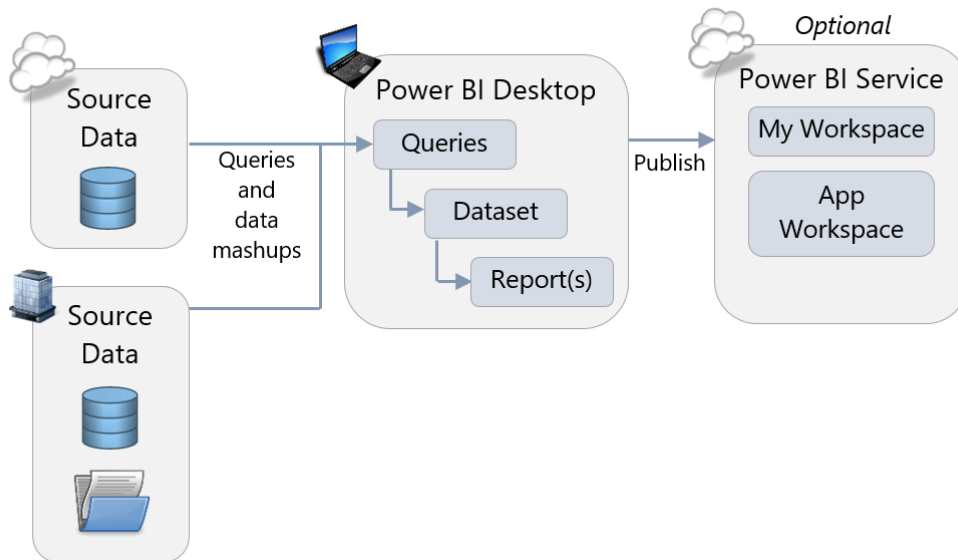 Source
Data
Source
Data
Queries
and
data
mashups
Power BI Desktop
Queries
Dataset
Report(s)
Publish
Optional
Power BI Service
My Workspace
App
Workspace